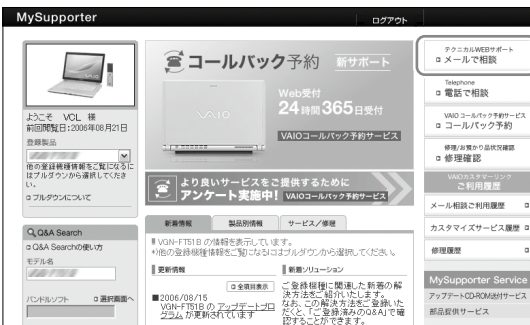 MySupporter
ログアウト
ようこそ VCL 様
前回閲覧日:2006年08月21日
登録製品
他の登録機種情報をご覧になるにはプルダウンから選択してください。
プルダウンについて
Q&A Search
Q&A Searchの使い方
モデル名
バンドルソフト
選択画面へ
コールバック予約 新サポート
VAIO
Web受付
24時間365日受付
VAIOコールバック予約サービス
より良いサービスをご提供するために
アンケート実施中! VAIOコールバック予約サービス
新着情報
製品別情報
サービス/修理
VGN-FT51B の情報を表示しています。
*)他の登録機種情報をご覧になるにはプルダウンから選択してください。
更新情報
全項目表示
■2006/08/15
VGN-FT51B の アップデートプログラム が更新されています
新着ソリューション
ご登録機種に関連した新着の解
決方法をご紹介いたします。
なお、この解決方法をご登録いた
だくと、「ご登録済みのQ&A」で確
認することができます。
テクニカルWEBサポート
メールで相談
Telephone
電話で相談
VAIO コールバック予約サービス
コールバック予約
修理/お預かり品状況確認
修理確認
VAIOカスタマーリンク
ご利用履歴
メール相談ご利用履歴
カスタマイズサービス履歴
修理履歴
MySupporter Service
アップデートCD-ROM送付サービス
部品提供サービス